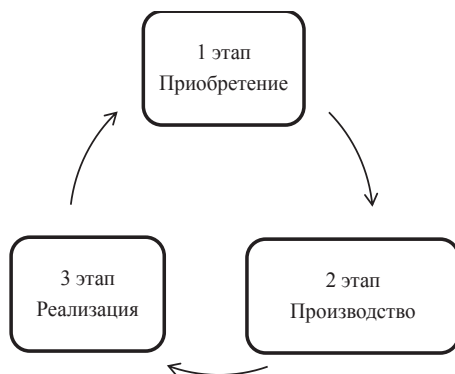 1 этап
Приобретение
2 этап
Производство
3 этап
Реализация